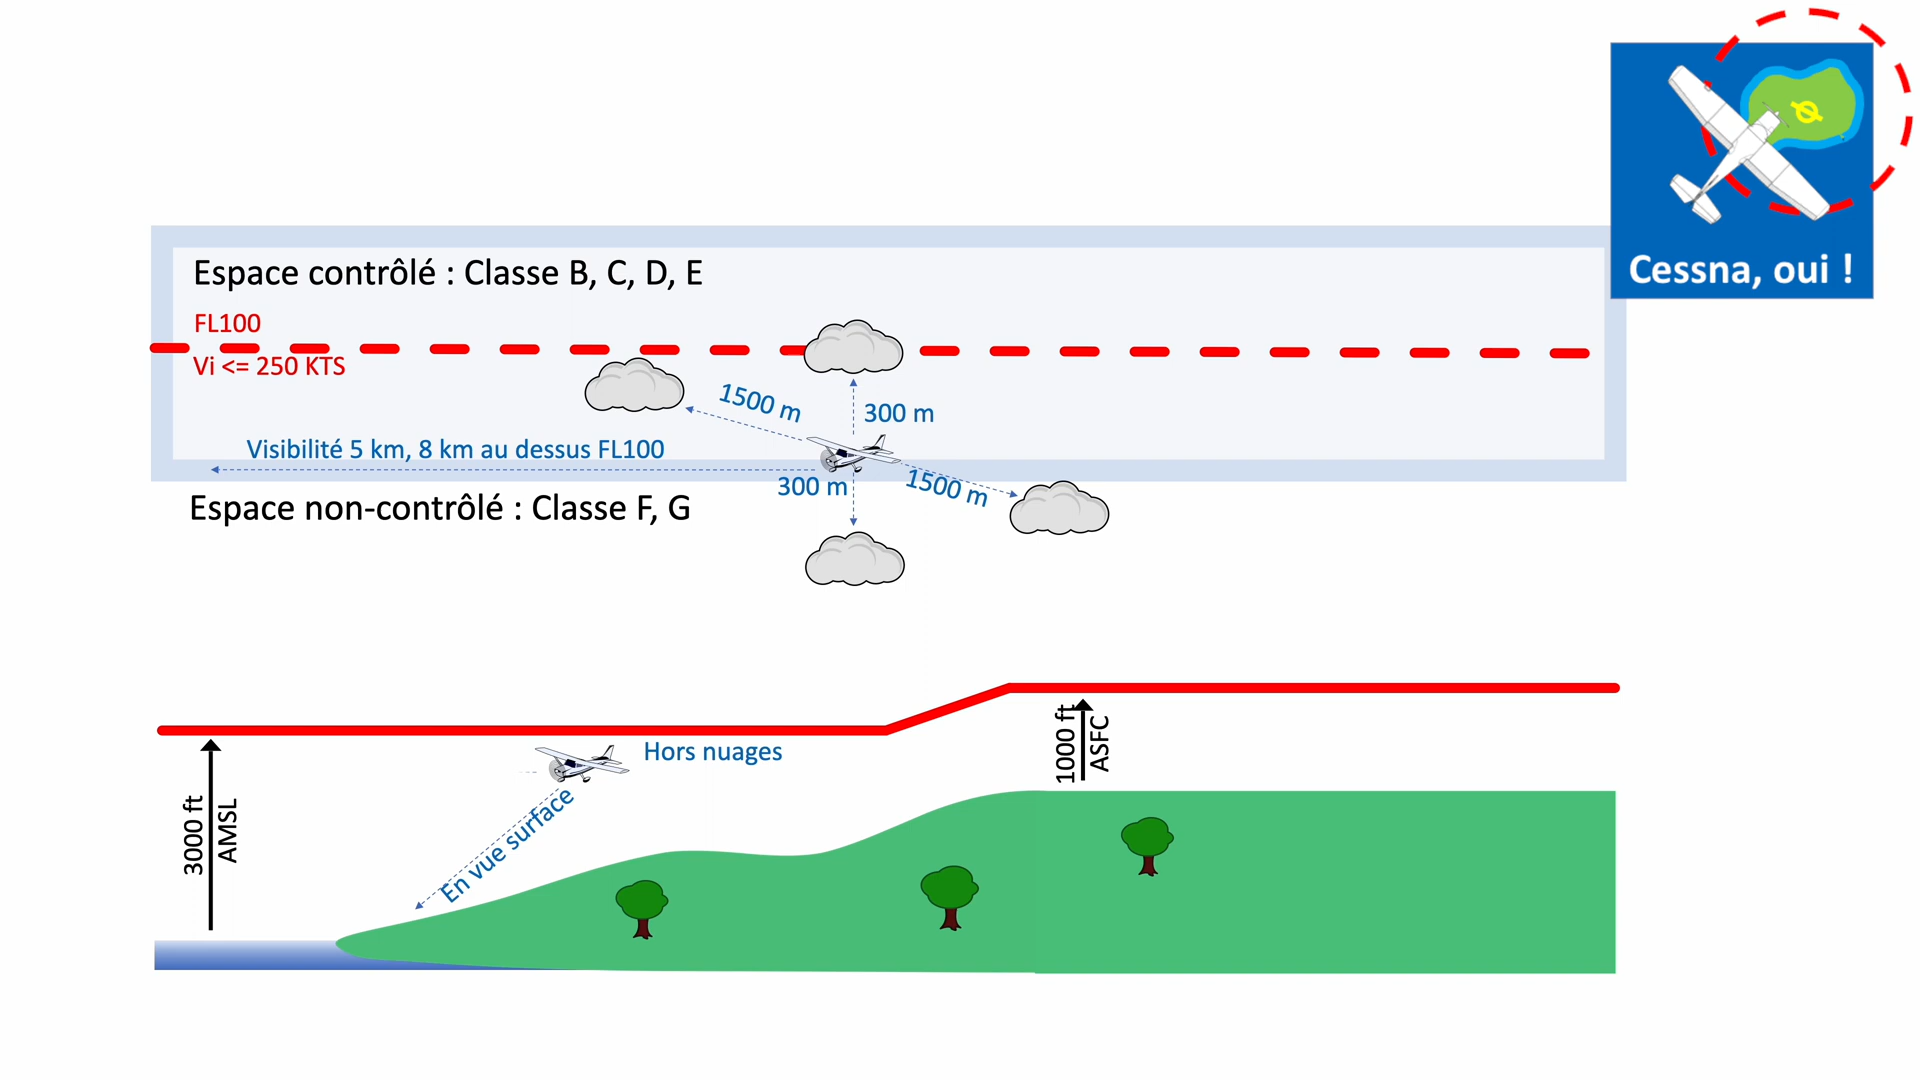 Cessna, oui !
Espace contrôlé : Classe B, C, D, E
FL100
Vi <= 250 KTS
1500 m
300 m
Visibilité 5 km, 8 km au dessus FL100
300 m
1500 m
Espace non-contrôlé : Classe F, G
Hors nuages
1000 ft
ASFC
3000 ft
AMSL
En vue surface